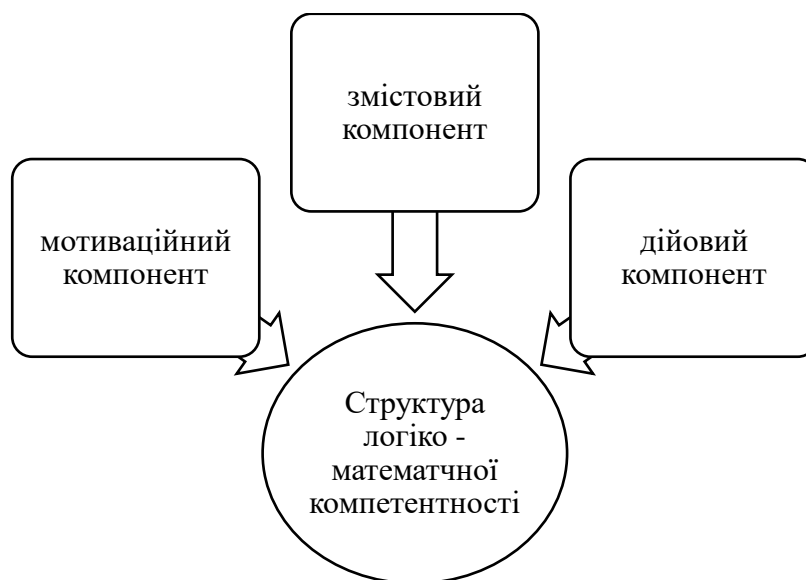 змістовий
компонент
мотиваційний
компонент
дійовий
компонент
Структура
логіко -
математчної
компетентності